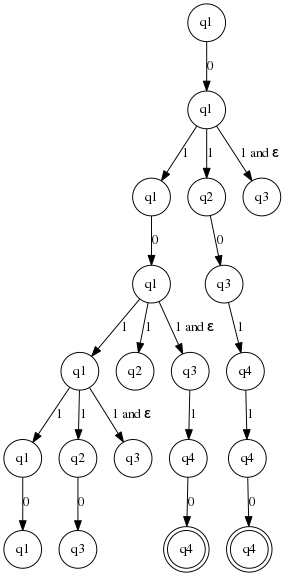 q1
0
q1
1 1 1 and ε
q1 q2 q3
0 0
q1 q3
1 1 1 and ε 1
q1 q2 q3 q4
1 1 1 and ε 1 1
q1 q2 q3 q4 q4
0 0 0 0
q1 q3 q4 q4